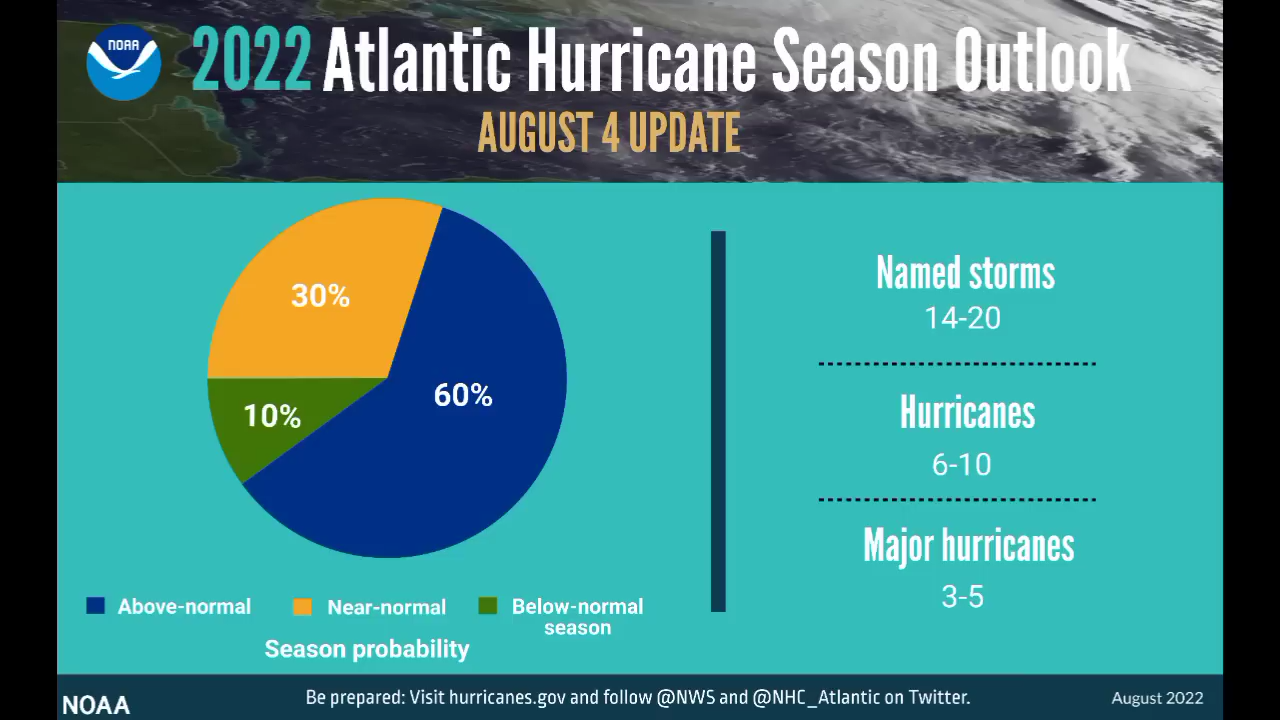 NOAA
2022 Atlantic Hurricane Season Outlook
AUGUST 4 UPDATE
30%
60%
10%
Above-normal
Near-normal
Below-normal
season
Season probability
Named storms
14-20
Hurricanes
6-10
Major hurricanes
3-5
NOAA
Be prepared: Visit hurricanes.gov and follow @NWS and @NHC_Atlantic on Twitter.
August 2022